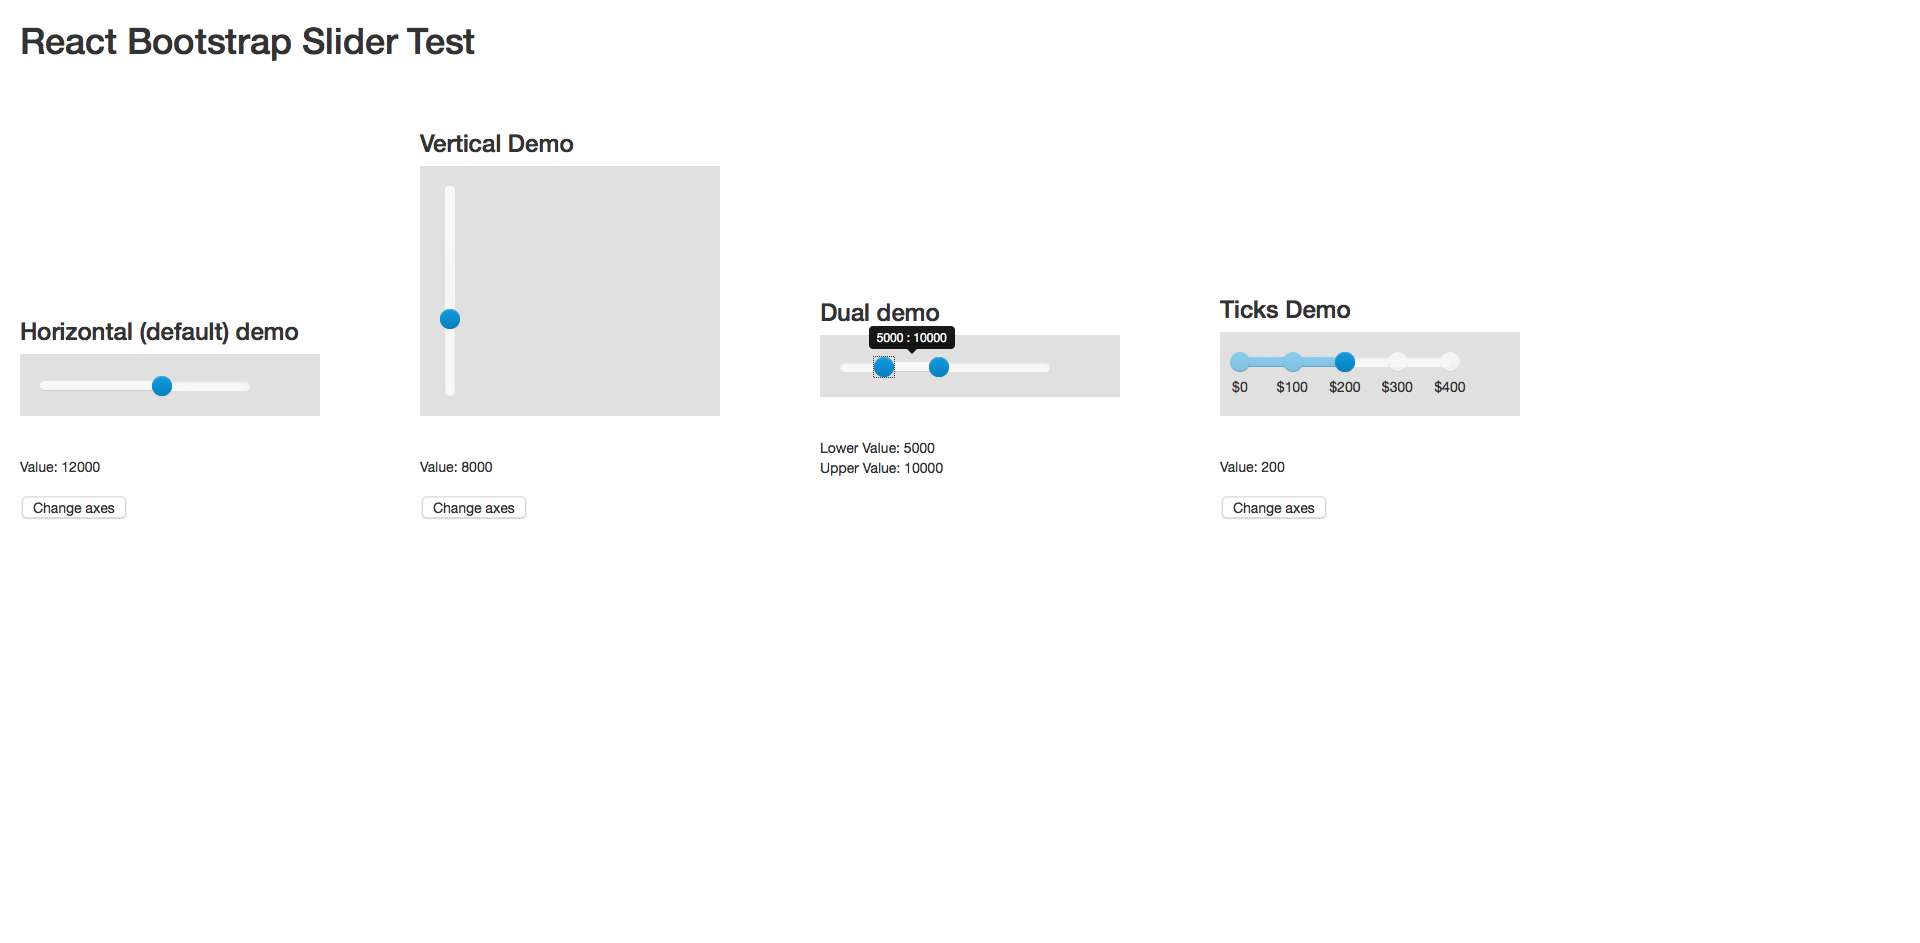 React Bootstrap Slider Test
Horizontal (default) demo
Value: 12000
Change axes
Vertical Demo
Value: 8000
Change axes
Dual demo
5000 : 10000
Lower Value: 5000
Upper Value: 10000
Ticks Demo
$0 $100 $200 $300 $400
Value: 200
Change axes